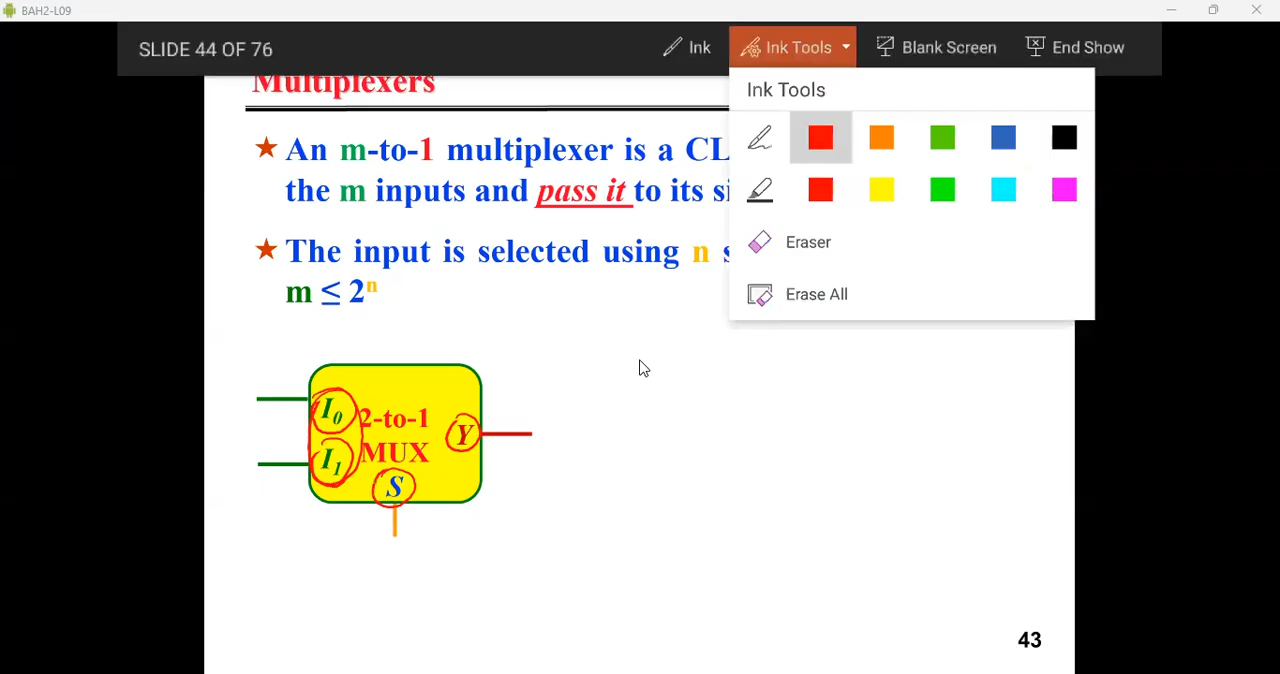 BAH2-L09
SLIDE 44 OF 76
Ink
Ink Tools
Blank Screen
End Show
Multiplexers
Ink Tools
Eraser
Erase All
An m-to-1 multiplexer is a CL
the m inputs and pass it to its
The input is selected using n
m ≤ 2ⁿ
I₀
2-to-1
Y
I₁
MUX
S
43